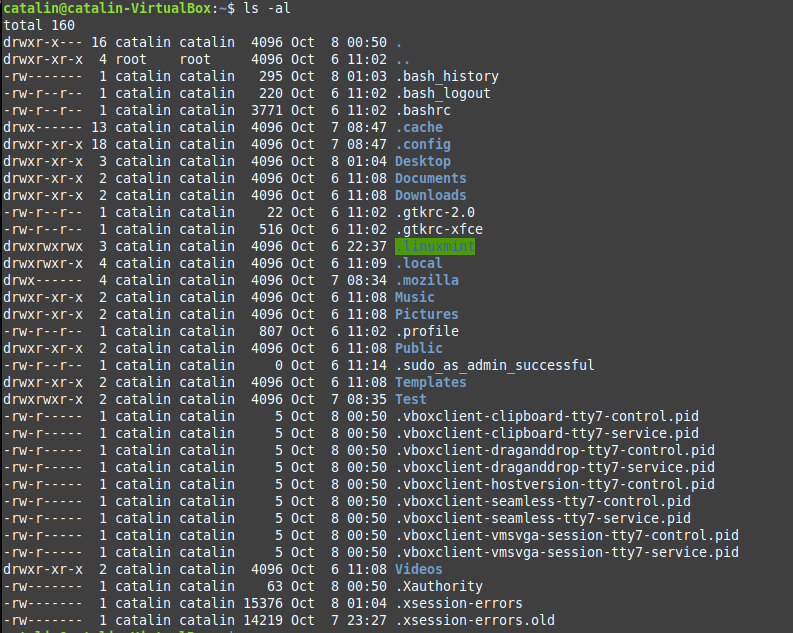 catalin@catalin-VirtualBox:~$ ls -al
total 160
drwxr-x--- 16 catalin catalin  4096 Oct  8 00:50 .
drwxr-xr-x  4 root    root     4096 Oct  6 11:02 ..
-rw-------  1 catalin catalin   295 Oct  8 01:03 .bash_history
-rw-r--r--  1 catalin catalin   220 Oct  6 11:02 .bash_logout
-rw-r--r--  1 catalin catalin  3771 Oct  6 11:02 .bashrc
drwx------ 13 catalin catalin  4096 Oct  7 08:47 .cache
drwxr-xr-x 18 catalin catalin  4096 Oct  7 08:47 .config
drwxr-xr-x  3 catalin catalin  4096 Oct  8 01:04 Desktop
drwxr-xr-x  2 catalin catalin  4096 Oct  6 11:08 Documents
drwxr-xr-x  2 catalin catalin  4096 Oct  6 11:08 Downloads
-rw-r--r--  1 catalin catalin    22 Oct  6 11:02 .gtkrc-2.0
-rw-r--r--  1 catalin catalin   516 Oct  6 11:02 .gtkrc-xfce
drwxrwxrwx  3 catalin catalin  4096 Oct  6 22:37 .linuxmint
drwxrwxr-x  4 catalin catalin  4096 Oct  6 11:09 .local
drwx------  4 catalin catalin  4096 Oct  7 08:34 .mozilla
drwxr-xr-x  2 catalin catalin  4096 Oct  6 11:08 Music
drwxr-xr-x  2 catalin catalin  4096 Oct  6 11:08 Pictures
-rw-r--r--  1 catalin catalin   807 Oct  6 11:02 .profile
drwxr-xr-x  2 catalin catalin  4096 Oct  6 11:08 Public
-rw-r--r--  1 catalin catalin     0 Oct  6 11:14 .sudo_as_admin_successful
drwxr-xr-x  2 catalin catalin  4096 Oct  6 11:08 Templates
drwxrwxr-x  2 catalin catalin  4096 Oct  7 08:35 Test
-rw-r-----  1 catalin catalin     5 Oct  8 00:50 .vboxclient-clipboard-tty7-control.pid
-rw-r-----  1 catalin catalin     5 Oct  8 00:50 .vboxclient-clipboard-tty7-service.pid
-rw-r-----  1 catalin catalin     5 Oct  8 00:50 .vboxclient-draganddrop-tty7-control.pid
-rw-r-----  1 catalin catalin     5 Oct  8 00:50 .vboxclient-draganddrop-tty7-service.pid
-rw-r-----  1 catalin catalin     5 Oct  8 00:50 .vboxclient-hostversion-tty7-control.pid
-rw-r-----  1 catalin catalin     5 Oct  8 00:50 .vboxclient-seamless-tty7-control.pid
-rw-r-----  1 catalin catalin     5 Oct  8 00:50 .vboxclient-seamless-tty7-service.pid
-rw-r-----  1 catalin catalin     5 Oct  8 00:50 .vboxclient-vmsvga-session-tty7-control.pid
-rw-r-----  1 catalin catalin     5 Oct  8 00:50 .vboxclient-vmsvga-session-tty7-service.pid
drwxr-xr-x  2 catalin catalin  4096 Oct  6 11:08 Videos
-rw-------  1 catalin catalin    63 Oct  8 00:50 .Xauthority
-rw-------  1 catalin catalin 15376 Oct  8 01:04 .xsession-errors
-rw-------  1 catalin catalin 14219 Oct  7 23:27 .xsession-errors.old